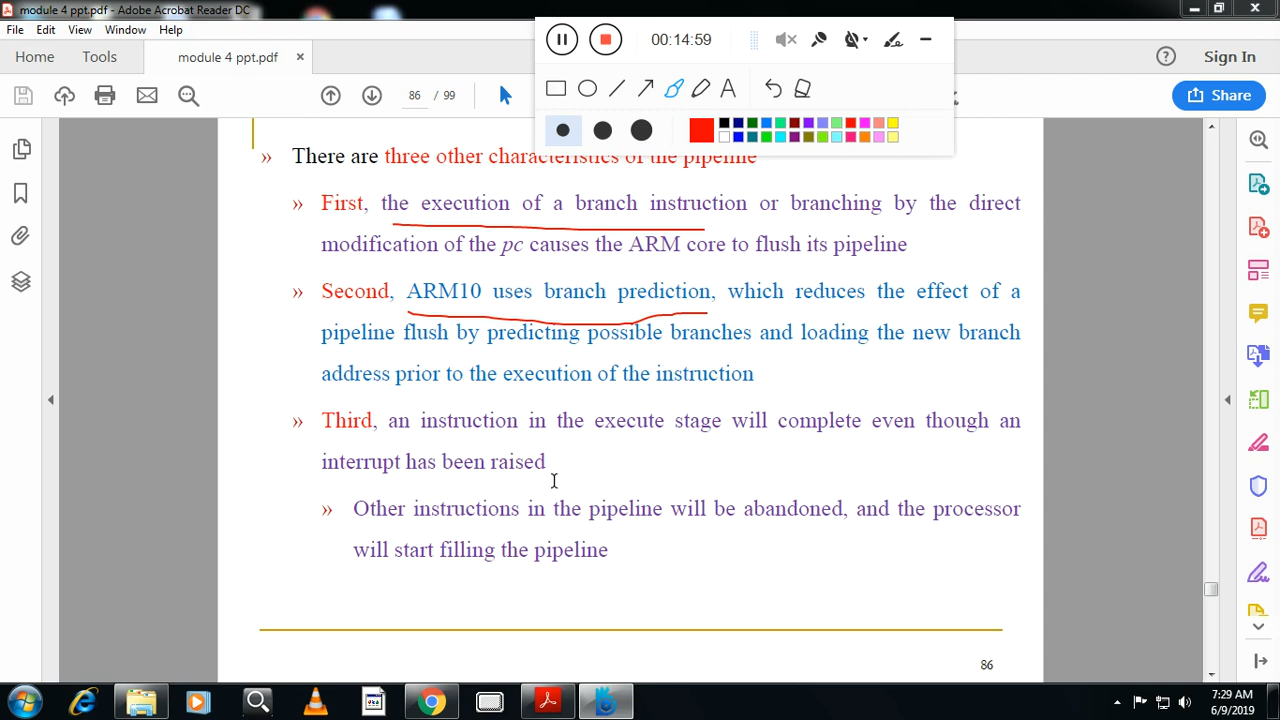 module 4 ppt.pdf - Adobe Acrobat Reader DC
File Edit View Window Help
00:14:59
Home Tools module 4 ppt.pdf × Sign In
86 / 99
Share
A
» There are three other characteristics of the pipeline
» First, the execution of a branch instruction or branching by the direct
modification of the pc causes the ARM core to flush its pipeline
» Second, ARM10 uses branch prediction, which reduces the effect of a
pipeline flush by predicting possible branches and loading the new branch
address prior to the execution of the instruction
» Third, an instruction in the execute stage will complete even though an
interrupt has been raised
» Other instructions in the pipeline will be abandoned, and the processor
will start filling the pipeline
86
7:29 AM
6/9/2019